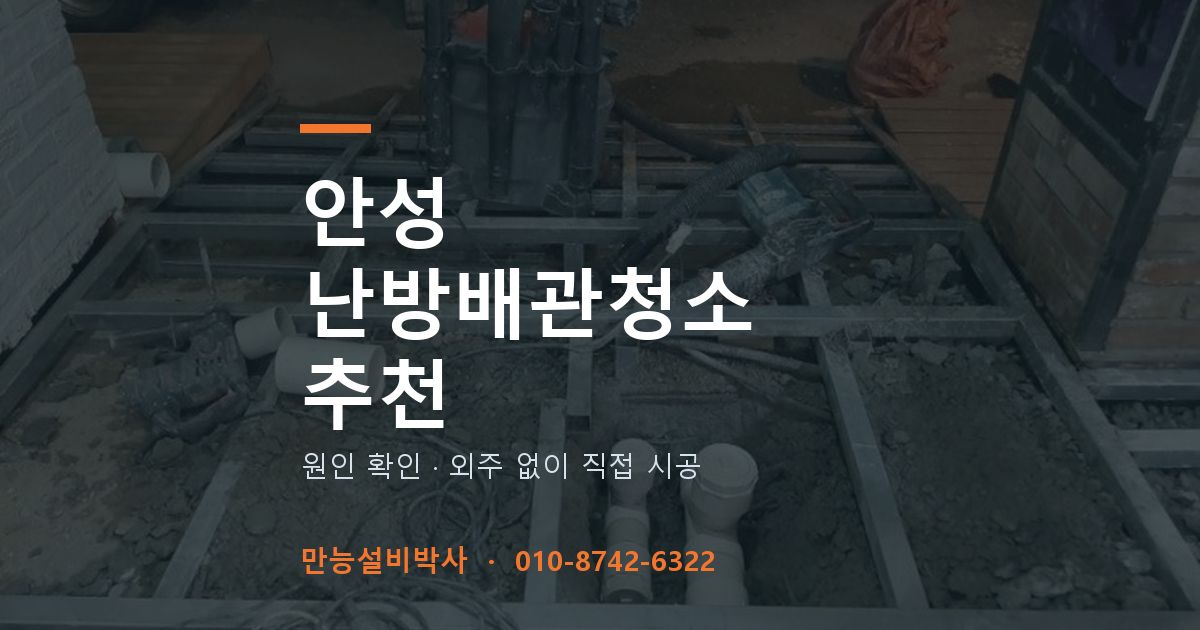 안성
난방배관청소
추천
원인 확인 · 외주 없이 직접 시공
만능설비박사 · 010-8742-6322